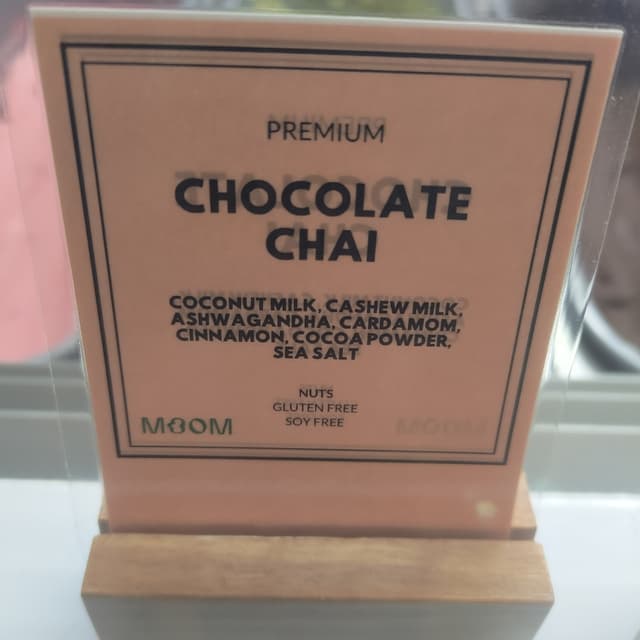 PREMIUM
CHOCOLATE
CHAI
COCONUT MILK, CASHEW MILK,
ASHWAGANDHA, CARDAMOM,
CINNAMON, COCOA POWDER,
SEA SALT
NUTS
GLUTEN FREE
SOY FREE
MOOM